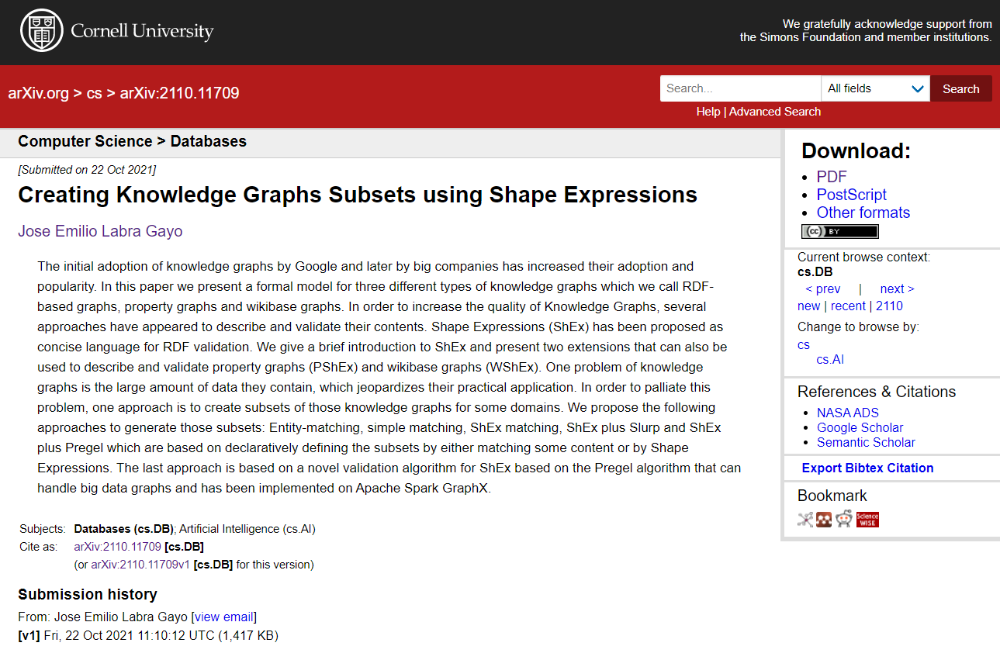 Cornell University
We gratefully acknowledge support from
the Simons Foundation and member institutions.
arXiv.org > cs > arXiv:2110.11709
Search...
All fields
Search
Help | Advanced Search
Computer Science > Databases
[Submitted on 22 Oct 2021]
Creating Knowledge Graphs Subsets using Shape Expressions
Jose Emilio Labra Gayo
The initial adoption of knowledge graphs by Google and later by big companies has increased their adoption and
popularity. In this paper we present a formal model for three different types of knowledge graphs which we call RDF-
based graphs, property graphs and wikibase graphs. In order to increase the quality of Knowledge Graphs, several
approaches have appeared to describe and validate their contents. Shape Expressions (ShEx) has been proposed as
concise language for RDF validation. We give a brief introduction to ShEx and present two extensions that can also be
used to describe and validate property graphs (PShEx) and wikibase graphs (WShEx). One problem of knowledge
graphs is the large amount of data they contain, which jeopardizes their practical application. In order to palliate this
problem, one approach is to create subsets of those knowledge graphs for some domains. We propose the following
approaches to generate those subsets: Entity-matching, simple matching, ShEx matching, ShEx plus Slurp and ShEx
plus Pregel which are based on declaratively defining the subsets by either matching some content or by Shape
Expressions. The last approach is based on a novel validation algorithm for ShEx based on the Pregel algorithm that can
handle big data graphs and has been implemented on Apache Spark GraphX.
Subjects: Databases (cs.DB); Artificial Intelligence (cs.AI)
Cite as: arXiv:2110.11709 [cs.DB]
(or arXiv:2110.11709v1 [cs.DB] for this version)
Submission history
From: Jose Emilio Labra Gayo [view email]
[v1] Fri, 22 Oct 2021 11:10:12 UTC (1,417 KB)
Download:
PDF
PostScript
Other formats
(cc) BY
Current browse context:
cs.DB
< prev | next >
new | recent | 2110
Change to browse by:
cs
cs.AI
References & Citations
NASA ADS
Google Scholar
Semantic Scholar
Export Bibtex Citation
Bookmark
Science
WISE